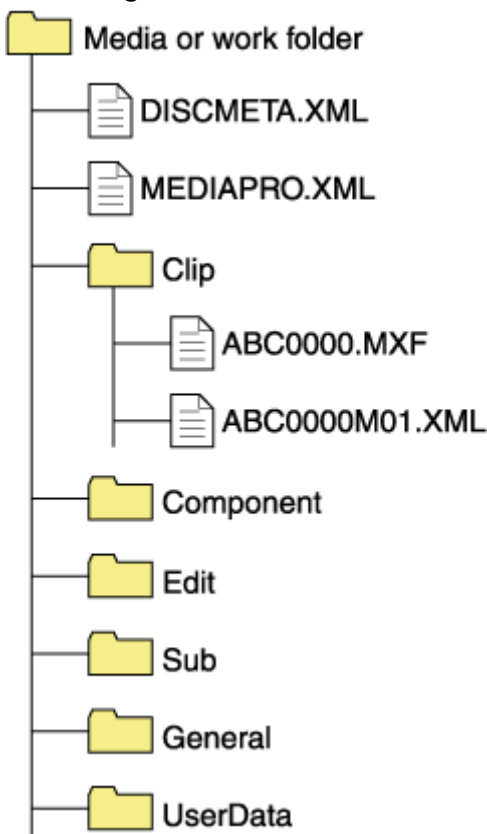 Media or work folder
DISCMETA.XML
MEDIAPRO.XML
Clip
ABC0000.MXF
ABC0000M01.XML
Component
Edit
Sub
General
UserData